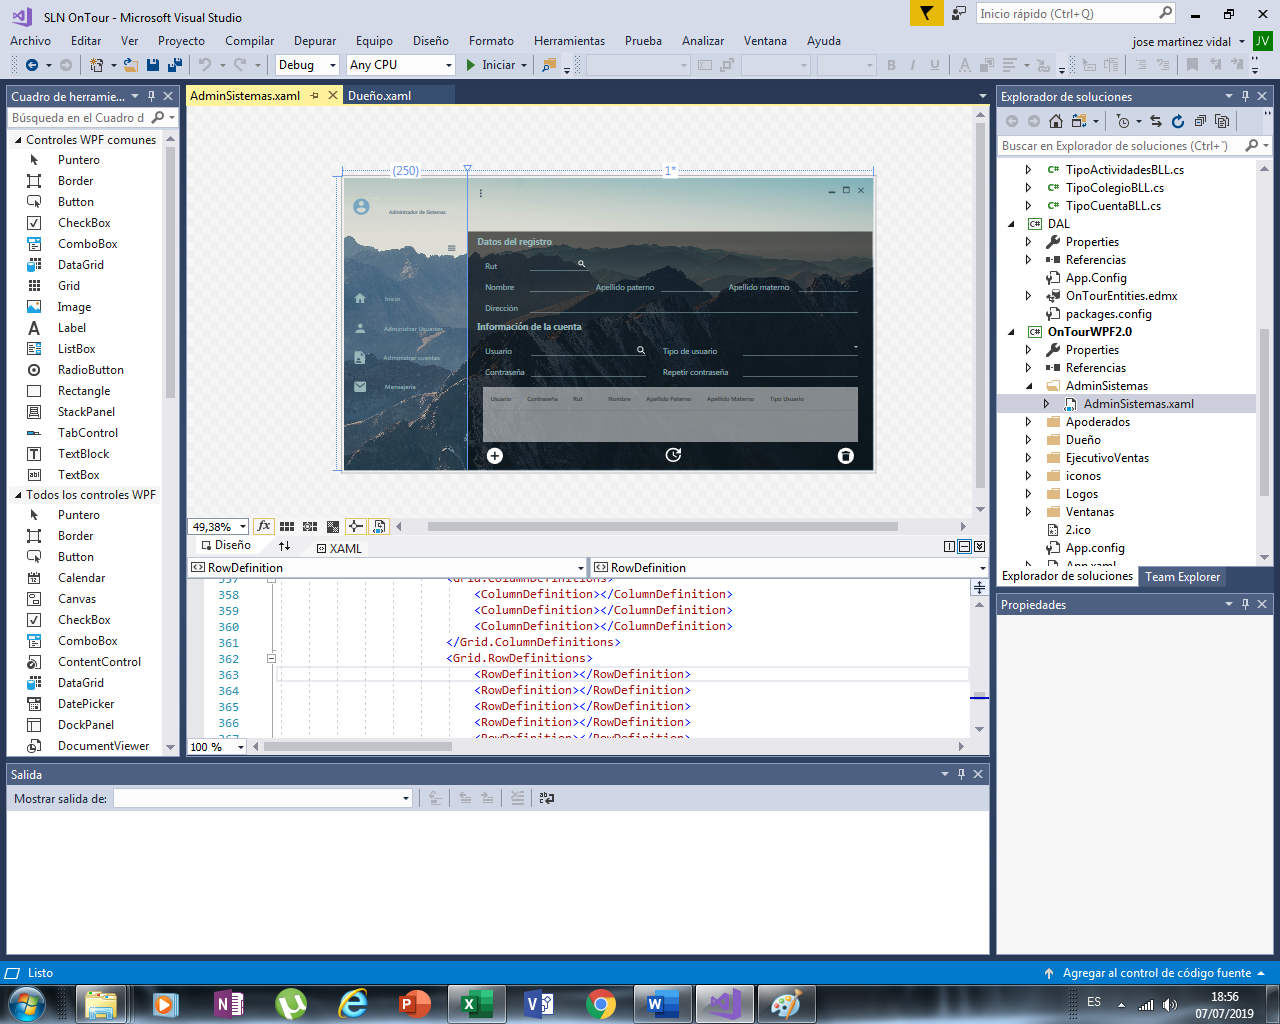 SLN OnTour - Microsoft Visual Studio
Inicio rápido (Ctrl+Q)
Archivo Editar Ver Proyecto Compilar Depurar Equipo Diseño Formato Herramientas Prueba Analizar Ventana Ayuda
jose martinez vidal JV
Debug Any CPU Iniciar
Cuadro de herramie...
Búsqueda en el Cuadro d
Controles WPF comunes
Puntero
Border
Button
CheckBox
ComboBox
DataGrid
Grid
Image
Label
ListBox
RadioButton
Rectangle
StackPanel
TabControl
TextBlock
TextBox
Todos los controles WPF
Puntero
Border
Button
Calendar
Canvas
CheckBox
ComboBox
ContentControl
DataGrid
DatePicker
DockPanel
DocumentViewer
AdminSistemas.xaml Dueño.xaml
(250) 1*
Administrador de Sistemas
Inicio
Administrar Usuarios
Administrar cuentas
Mensajería
Datos del registro
Rut
Nombre Apellido paterno Apellido materno
Dirección
Información de la cuenta
Usuario Tipo de usuario
Contraseña Repetir contraseña
Usuario Contraseña Rut Nombre Apellido Paterno Apellido Materno Tipo Usuario
49,38% fx
Diseño XAML
RowDefinition RowDefinition
357 <Grid.ColumnDefinitions>
358 <ColumnDefinition></ColumnDefinition>
359 <ColumnDefinition></ColumnDefinition>
360 <ColumnDefinition></ColumnDefinition>
361 </Grid.ColumnDefinitions>
362 <Grid.RowDefinitions>
363 <RowDefinition></RowDefinition>
364 <RowDefinition></RowDefinition>
365 <RowDefinition></RowDefinition>
366 <RowDefinition></RowDefinition>
367 <RowDefinition></RowDefinition>
100 %
Explorador de soluciones
Buscar en Explorador de soluciones (Ctrl+`)
C# TipoActividadesBLL.cs
C# TipoColegioBLL.cs
C# TipoCuentaBLL.cs
C# DAL
Properties
Referencias
App.Config
OnTourEntities.edmx
packages.config
C# OnTourWPF2.0
Properties
Referencias
AdminSistemas
AdminSistemas.xaml
Apoderados
Dueño
EjecutivoVentas
iconos
Logos
Ventanas
2.ico
App.config
App.xaml
Explorador de soluciones Team Explorer
Propiedades
Salida
Mostrar salida de:
Listo
Agregar al control de código fuente
ES
18:56
07/07/2019